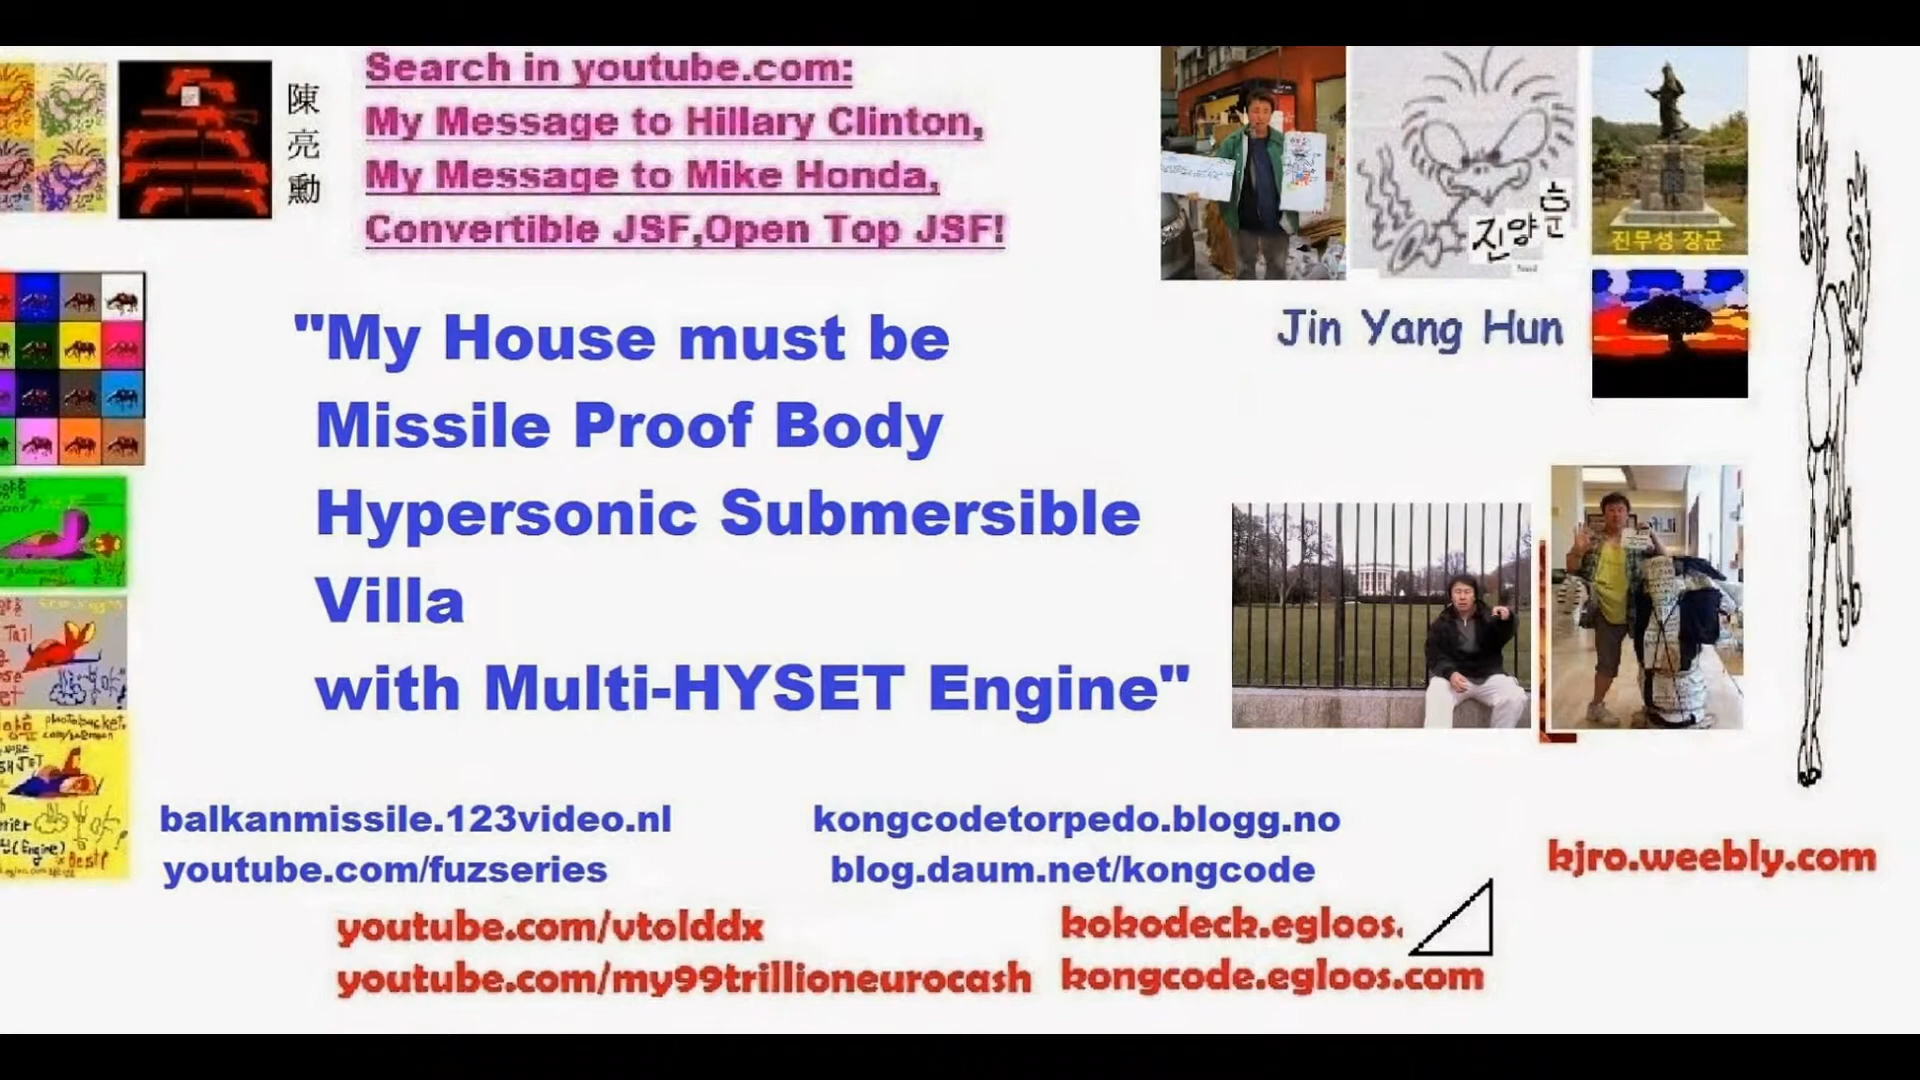 Search in youtube.com:
My Message to Hillary Clinton,
My Message to Mike Honda,
Convertible JSF,Open Top JSF!
陳
亮
勳
진양훈
진무성 장군
Jin Yang Hun
"My House must be
Missile Proof Body
Hypersonic Submersible
Villa
with Multi-HYSET Engine"
balkanmissile.123video.nl
kongcodetorpedo.blogg.no
youtube.com/fuzseries
blog.daum.net/kongcode
kjro.weebly.com
youtube.com/vtolddx
kokodeck.egloos.
youtube.com/my99trillioneurocash
kongcode.egloos.com
Tail
(Engine)